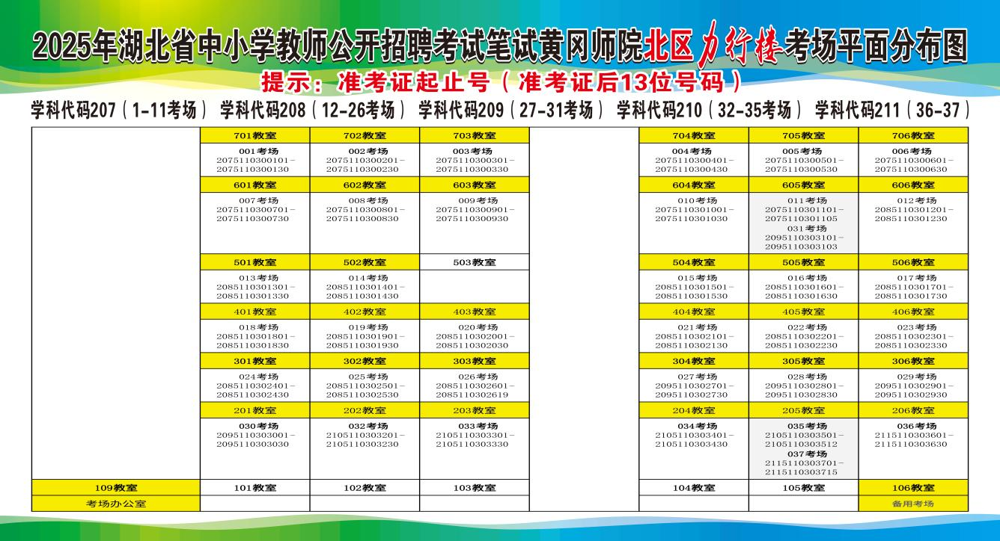 2025年湖北省中小学教师公开招聘考试笔试黄冈师院北区力行楼考场平面分布图
提示：准考证起止号（准考证后13位号码）
学科代码207（1-11考场） 学科代码208（12-26考场） 学科代码209（27-31考场） 学科代码210（32-35考场） 学科代码211（36-37）
701教室 702教室 703教室 704教室 705教室 706教室
001考场 002考场 003考场 004考场 005考场 006考场
2075110300101- 2075110300201- 2075110300301- 2075110300401- 2075110300501- 2075110300601-
2075110300130 2075110300230 2075110300330 2075110300430 2075110300530 2075110300630
601教室 602教室 603教室 604教室 605教室 606教室
007考场 008考场 009考场 010考场 011考场 012考场
2075110300701- 2075110300801- 2075110300901- 2075110301001- 2075110301101- 2085110301201-
2075110300730 2075110300830 2075110300930 2075110301030 2075110301105 2085110301230
031考场
2095110303101-
2095110303103
501教室 502教室 503教室 504教室 505教室 506教室
013考场 014考场 015考场 016考场 017考场
2085110301301- 2085110301401- 2085110301501- 2085110301601- 2085110301701-
2085110301330 2085110301430 2085110301530 2085110301630 2085110301730
401教室 402教室 403教室 404教室 405教室 406教室
018考场 019考场 020考场 021考场 022考场 023考场
2085110301801- 2085110301901- 2085110302001- 2085110302101- 2085110302201- 2085110302301-
2085110301830 2085110301930 2085110302030 2085110302130 2085110302230 2085110302330
301教室 302教室 303教室 304教室 305教室 306教室
024考场 025考场 026考场 027考场 028考场 029考场
2085110302401- 2085110302501- 2085110302601- 2095110302701- 2095110302801- 2095110302901-
2085110302430 2085110302530 2085110302619 2095110302730 2095110302830 2095110302930
201教室 202教室 203教室 204教室 205教室 206教室
030考场 032考场 033考场 034考场 035考场 036考场
2095110303001- 2105110303201- 2105110303301- 2105110303401- 2105110303501- 2115110303601-
2095110303030 2105110303230 2105110303330 2105110303430 2105110303512 2115110303630
037考场
2115110303701-
2115110303715
109教室 101教室 102教室 103教室 104教室 105教室 106教室
考场办公室 备用考场